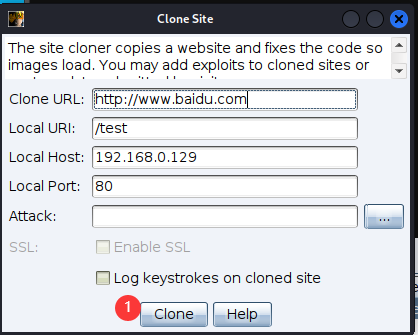 Clone Site
The site cloner copies a website and fixes the code so
images load. You may add exploits to cloned sites or
Clone URL: http://www.baidu.com
Local URI: /test
Local Host: 192.168.0.129
Local Port: 80
Attack: ...
SSL: Enable SSL
Log keystrokes on cloned site
1 Clone Help